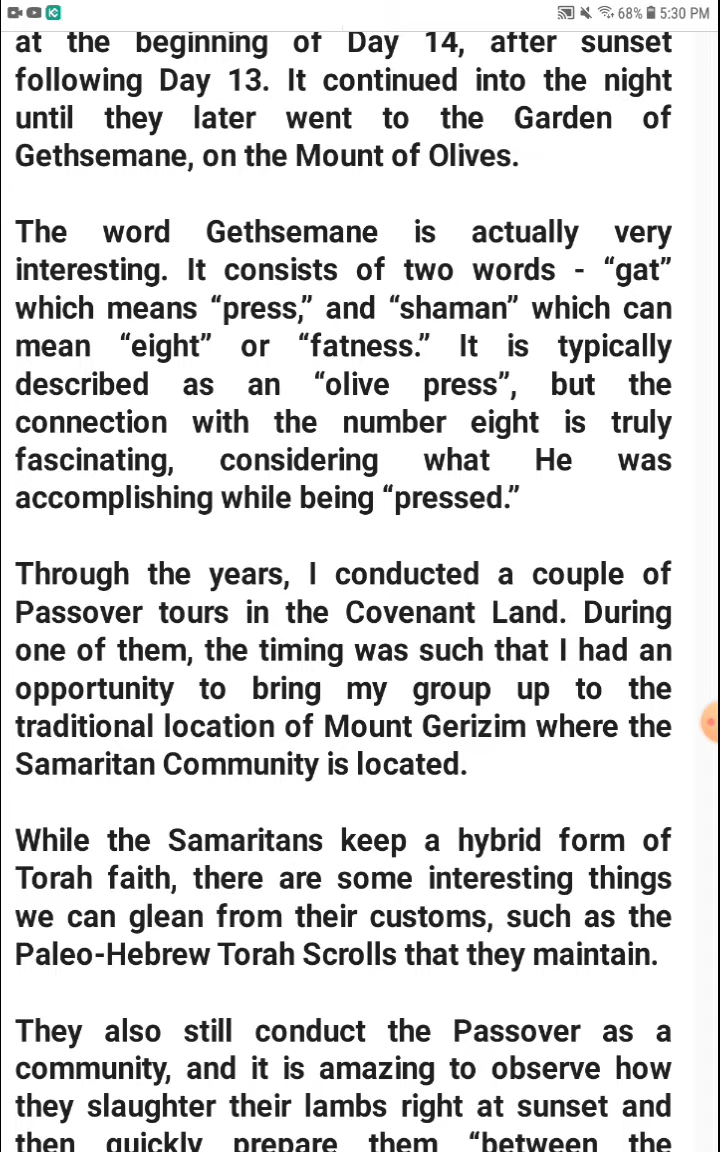 68% 5:30 PM
at the beginning of Day 14, after sunset
following Day 13. It continued into the night
until they later went to the Garden of
Gethsemane, on the Mount of Olives.
The word Gethsemane is actually very
interesting. It consists of two words - “gat”
which means “press,” and “shaman” which can
mean “eight” or “fatness.” It is typically
described as an “olive press”, but the
connection with the number eight is truly
fascinating, considering what He was
accomplishing while being “pressed.”
Through the years, I conducted a couple of
Passover tours in the Covenant Land. During
one of them, the timing was such that I had an
opportunity to bring my group up to the
traditional location of Mount Gerizim where the
Samaritan Community is located.
While the Samaritans keep a hybrid form of
Torah faith, there are some interesting things
we can glean from their customs, such as the
Paleo-Hebrew Torah Scrolls that they maintain.
They also still conduct the Passover as a
community, and it is amazing to observe how
they slaughter their lambs right at sunset and
then quickly prepare them “between the